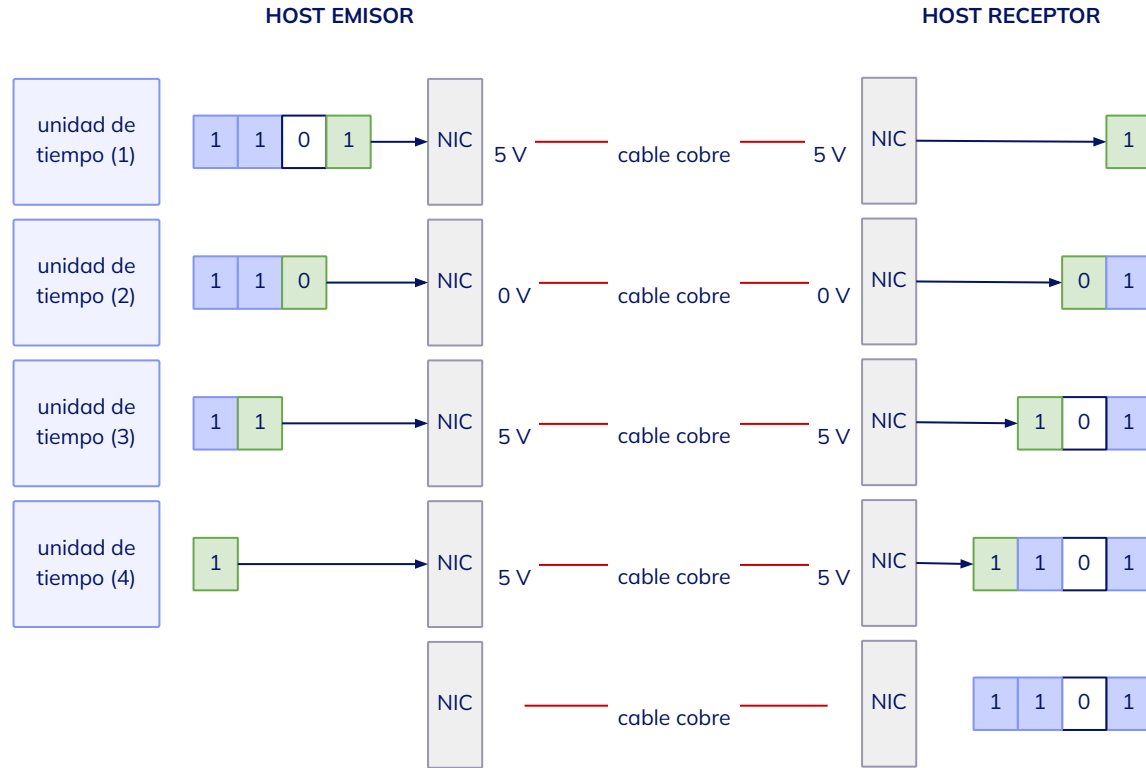 HOST EMISOR
HOST RECEPTOR
unidad de
tiempo (1)
1 1 0 1
NIC
5 V
cable cobre
5 V
NIC
1
unidad de
tiempo (2)
1 1 0
NIC
0 V
cable cobre
0 V
NIC
0 1
unidad de
tiempo (3)
1 1
NIC
5 V
cable cobre
5 V
NIC
1 0 1
unidad de
tiempo (4)
1
NIC
5 V
cable cobre
5 V
NIC
1 1 0 1
NIC
cable cobre
NIC
1 1 0 1